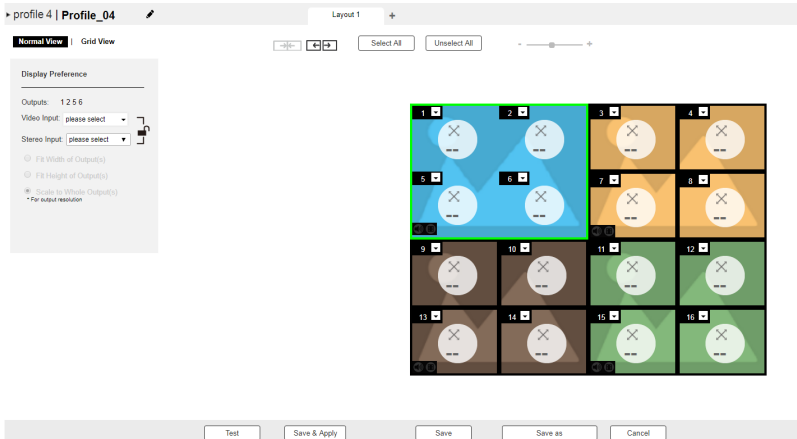 profile 4 | Profile_04
Layout 1 +
Normal View | Grid View
Select All Unselect All - +
Display Preference
Outputs: 1 2 5 6
Video Input: please select
Stereo Input: please select
Fit Width of Output(s)
Fit Height of Output(s)
Scale to Whole Output(s)
* For output resolution
1 2 3 4
-- -- -- --
5 6 7 8
-- -- -- --
9 10 11 12
-- -- -- --
13 14 15 16
-- -- -- --
Test Save & Apply Save Save as Cancel